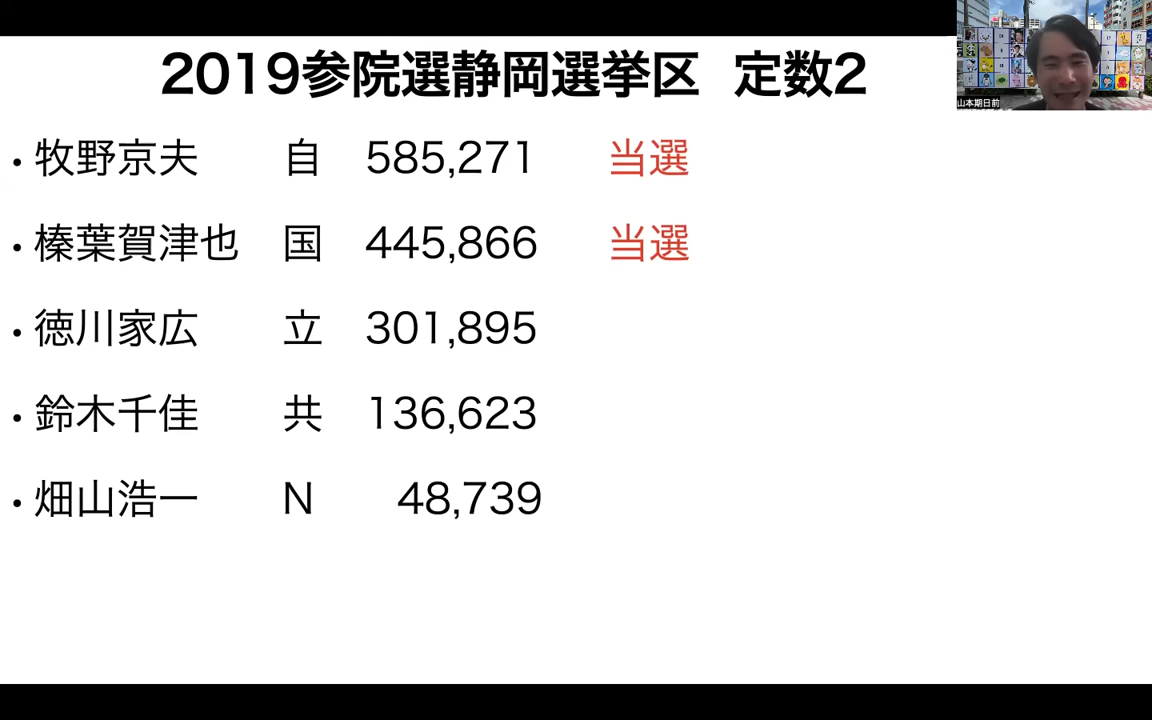 2019参院選静岡選挙区 定数2
山本期日前
・牧野京夫 自 585,271 当選
・榛葉賀津也 国 445,866 当選
・徳川家広 立 301,895
・鈴木千佳 共 136,623
・畑山浩一 N 48,739